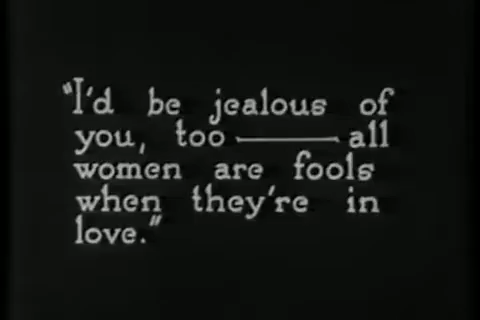 "I'd be jealous of
you, too —— all
women are fools
when they're in
love."